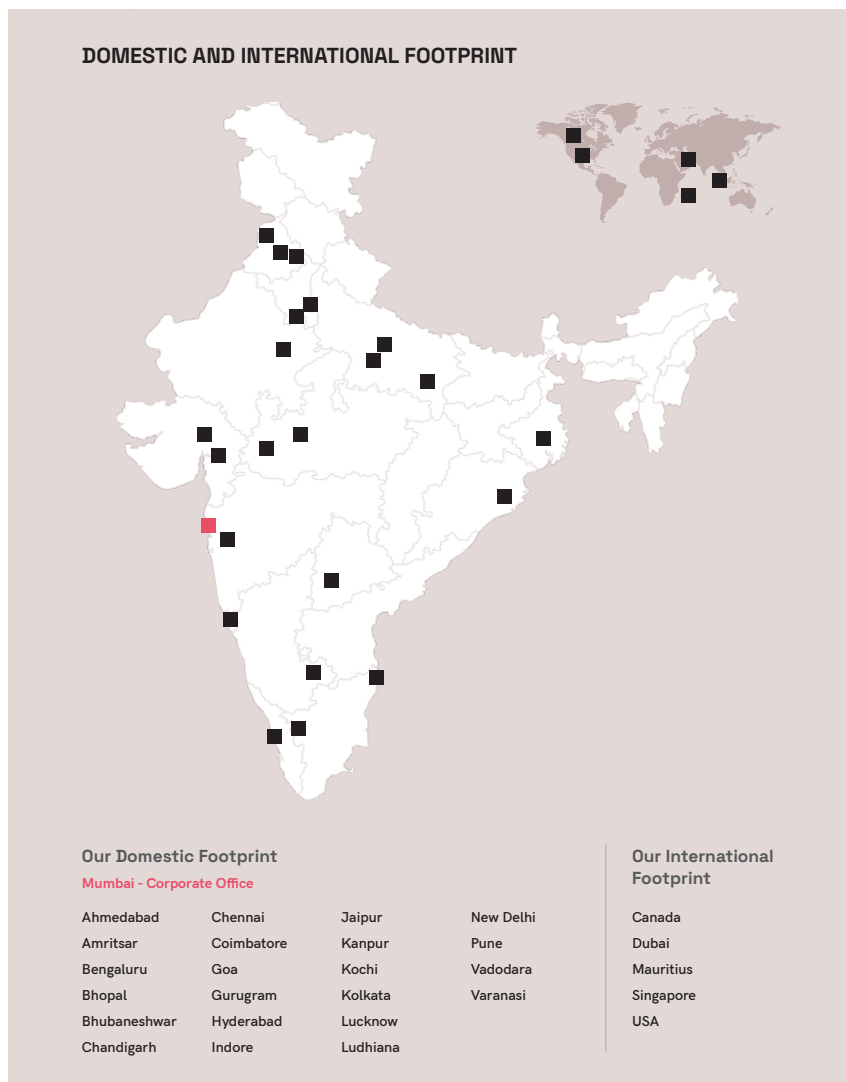 DOMESTIC AND INTERNATIONAL FOOTPRINT
Our Domestic Footprint
Mumbai - Corporate Office
Ahmedabad
Amritsar
Bengaluru
Bhopal
Bhubaneshwar
Chandigarh
Chennai
Coimbatore
Goa
Gurugram
Hyderabad
Indore
Jaipur
Kanpur
Kochi
Kolkata
Lucknow
Ludhiana
New Delhi
Pune
Vadodara
Varanasi
Our International
Footprint
Canada
Dubai
Mauritius
Singapore
USA